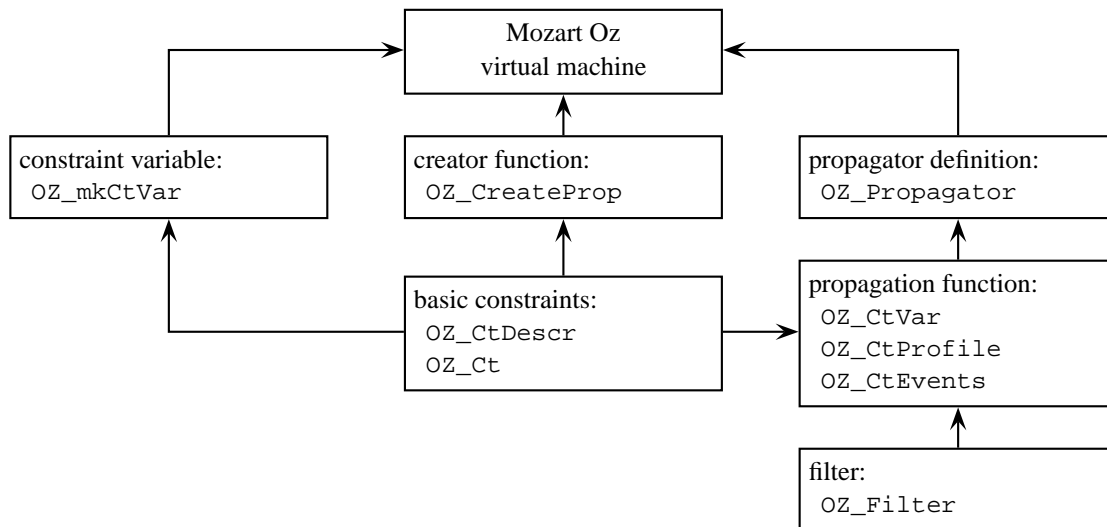 Mozart Oz
virtual machine
constraint variable:
OZ_mkCtVar
creator function:
OZ_CreateProp
propagator definition:
OZ_Propagator
basic constraints:
OZ_CtDescr
OZ_Ct
propagation function:
OZ_CtVar
OZ_CtProfile
OZ_CtEvents
filter:
OZ_Filter